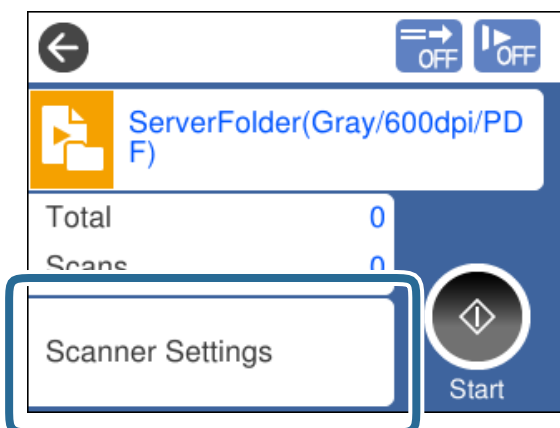 OFF OFF
ServerFolder(Gray/600dpi/PD
F)
Total 0
Scans 0
Scanner Settings
Start